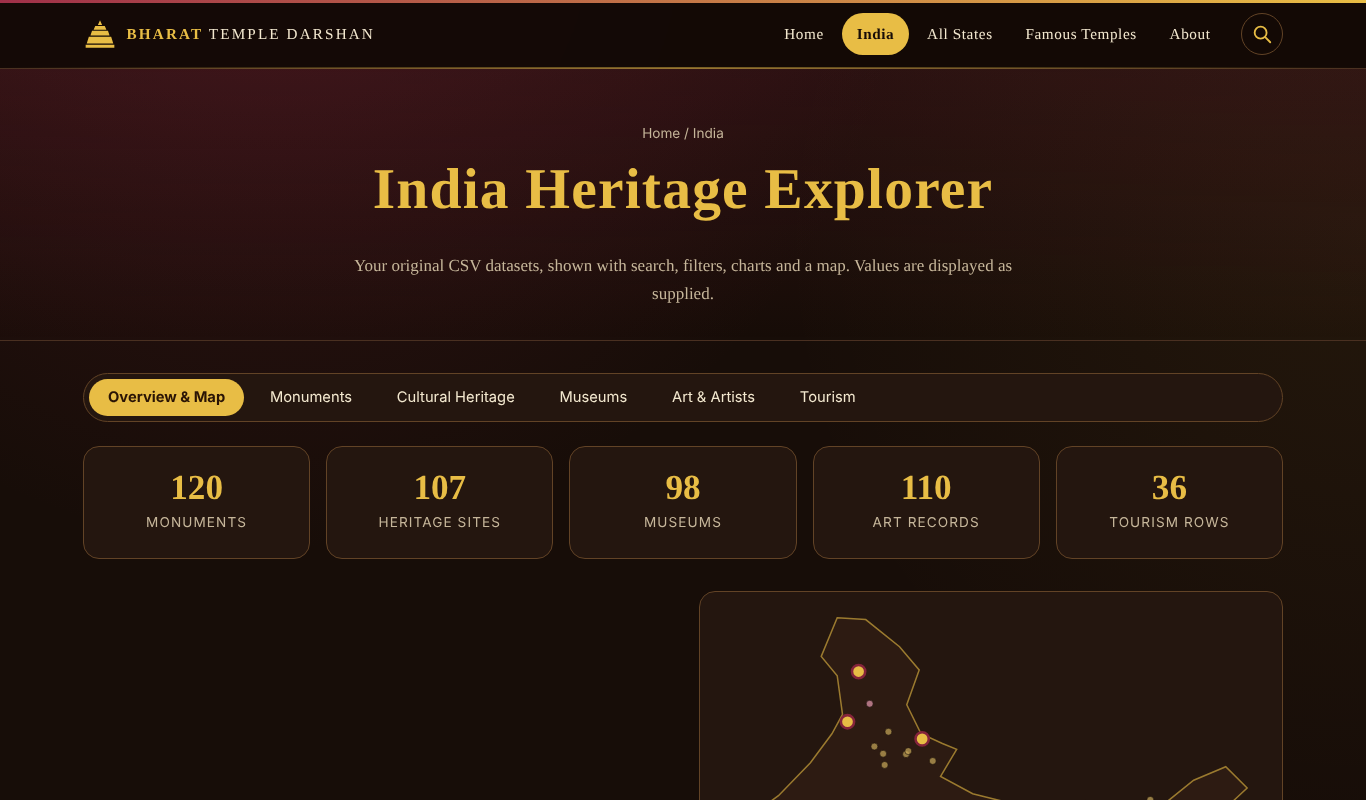 BHARAT TEMPLE DARSHAN
Home
India
All States
Famous Temples
About
Home / India
India Heritage Explorer
Your original CSV datasets, shown with search, filters, charts and a map. Values are displayed as
supplied.
Overview & Map
Monuments
Cultural Heritage
Museums
Art & Artists
Tourism
120
MONUMENTS
107
HERITAGE SITES
98
MUSEUMS
110
ART RECORDS
36
TOURISM ROWS